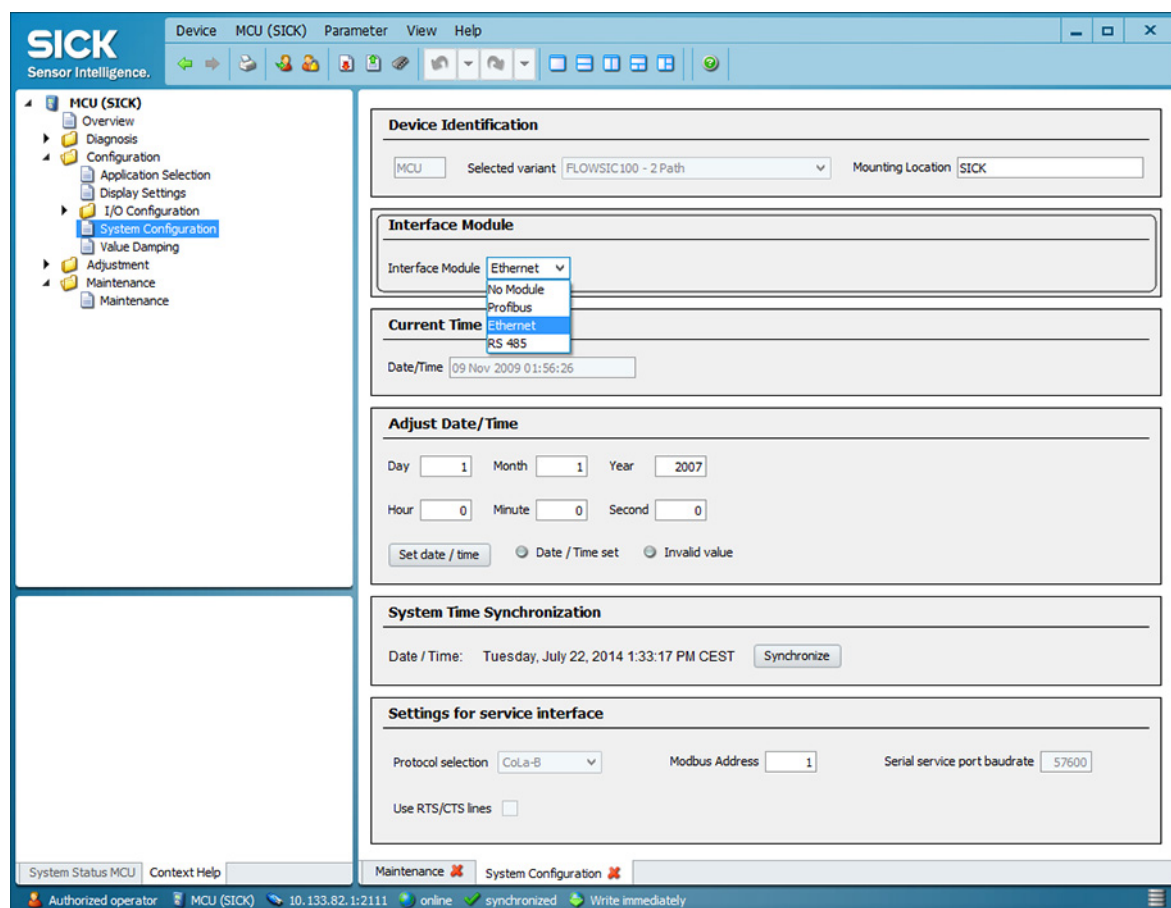 SICK
Sensor Intelligence.
Device MCU (SICK) Parameter View Help
MCU (SICK)
Overview
Diagnosis
Configuration
Application Selection
Display Settings
I/O Configuration
System Configuration
Value Damping
Adjustment
Maintenance
Maintenance
Device Identification
MCU Selected variant FLOWSIC100 - 2 Path Mounting Location SICK
Interface Module
Interface Module Ethernet
No Module
Profibus
Ethernet
RS 485
Current Time
Date/Time 09 Nov 2009 01:56:26
Adjust Date/Time
Day 1 Month 1 Year 2007
Hour 0 Minute 0 Second 0
Set date / time Date / Time set Invalid value
System Time Synchronization
Date / Time: Tuesday, July 22, 2014 1:33:17 PM CEST Synchronize
Settings for service interface
Protocol selection CoLa-B Modbus Address 1 Serial service port baudrate 57600
Use RTS/CTS lines
System Status MCU Context Help
Maintenance System Configuration
Authorized operator MCU (SICK) 10.133.82.1:2111 online synchronized Write immediately